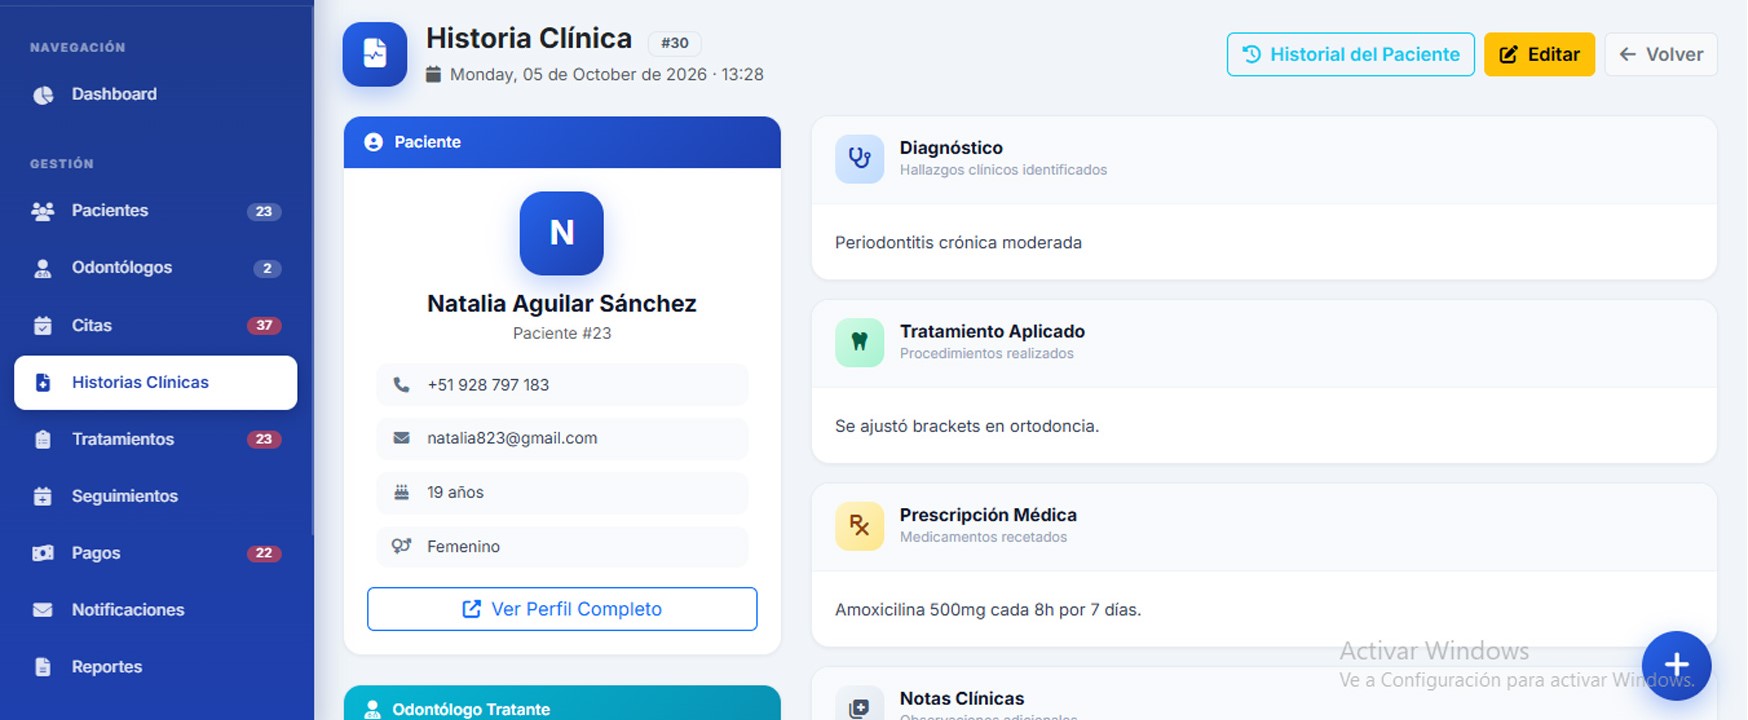 NAVEGACIÓN
Dashboard
GESTIÓN
Pacientes 23
Odontólogos 2
Citas 37
Historias Clínicas
Tratamientos 23
Seguimientos
Pagos 22
Notificaciones
Reportes
Historia Clínica #30
Monday, 05 de October de 2026 · 13:28
Historial del Paciente
Editar
Volver
Paciente
N
Natalia Aguilar Sánchez
Paciente #23
+51 928 797 183
natalia823@gmail.com
19 años
Femenino
Ver Perfil Completo
Odontólogo Tratante
Diagnóstico
Hallazgos clínicos identificados
Periodontitis crónica moderada
Tratamiento Aplicado
Procedimientos realizados
Se ajustó brackets en ortodoncia.
Prescripción Médica
Medicamentos recetados
Amoxicilina 500mg cada 8h por 7 días.
Notas Clínicas
Observaciones adicionales
Activar Windows
Ve a Configuración para activar Windows.